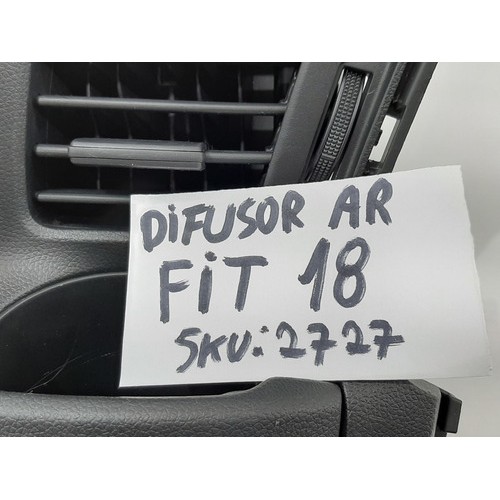 DiFUSOR AR
FiT 18
SKU: 2727